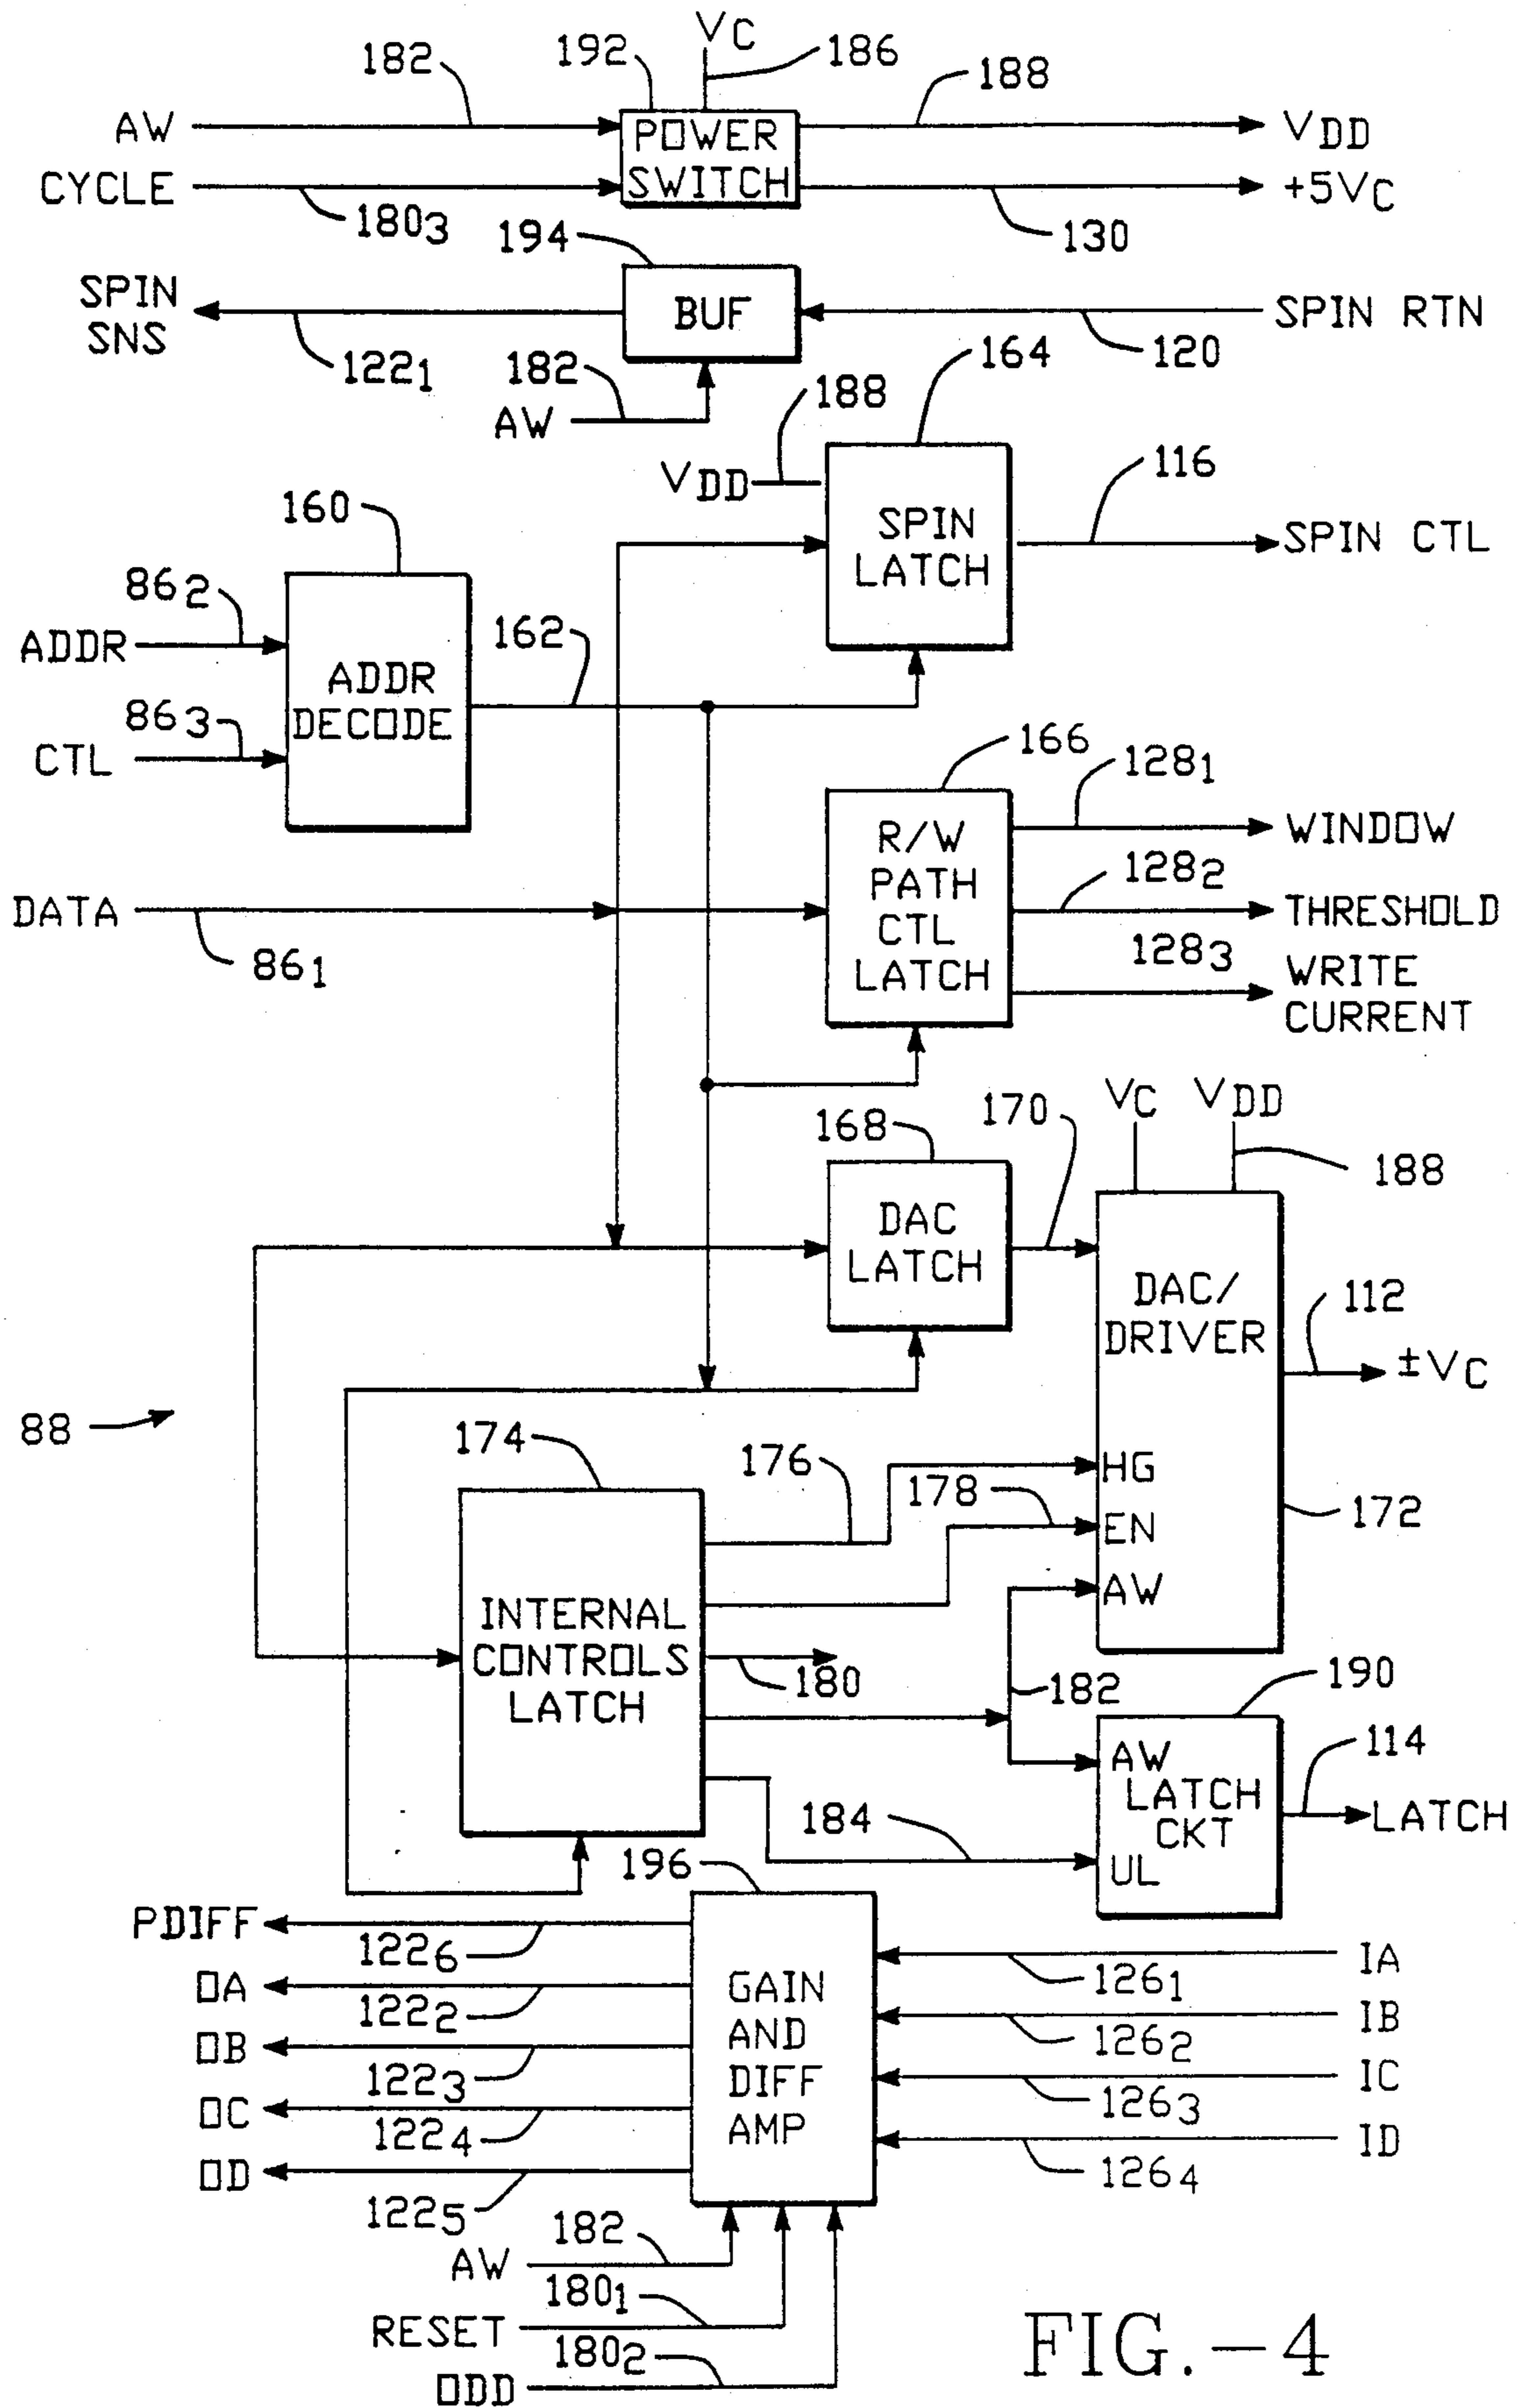 VC
192
186
182
188
AW
POWER
SWITCH
VDD
CYCLE
+5VC
180₃
130
194
SPIN
SNS
BUF
SPIN RTN
122₁
182
120
164
AW
188
VDD
116
160
SPIN
LATCH
SPIN CTL
86₂
ADDR
162
ADDR
DECODE
86₃
CTL
166
128₁
R/W
PATH
CTL
LATCH
WINDOW
128₂
DATA
THRESHOLD
86₁
128₃
WRITE
CURRENT
VC
VDD
168
170
188
DAC
LATCH
DAC/
DRIVER
112
±VC
88
174
176
HG
178
EN
172
AW
INTERNAL
CONTROLS
LATCH
180
182
190
AW
LATCH
CKT
UL
114
LATCH
184
196
PDIFF
122₆
IA
126₁
OA
122₂
GAIN
AND
DIFF
AMP
IB
126₂
OB
122₃
IC
126₃
OC
122₄
ID
126₄
OD
122₅
182
AW
180₁
RESET
180₂
ODD
FIG.-4